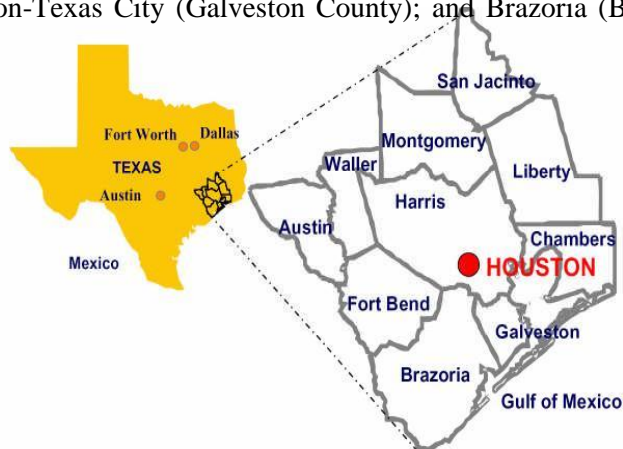 on-Texas City (Galveston County); and Brazoria (B
San Jacinto
Fort Worth
Dallas
Montgomery
TEXAS
Waller
Liberty
Austin
Harris
Austin
Chambers
Mexico
HOUSTON
Fort Bend
Galveston
Brazoria
Gulf of Mexico